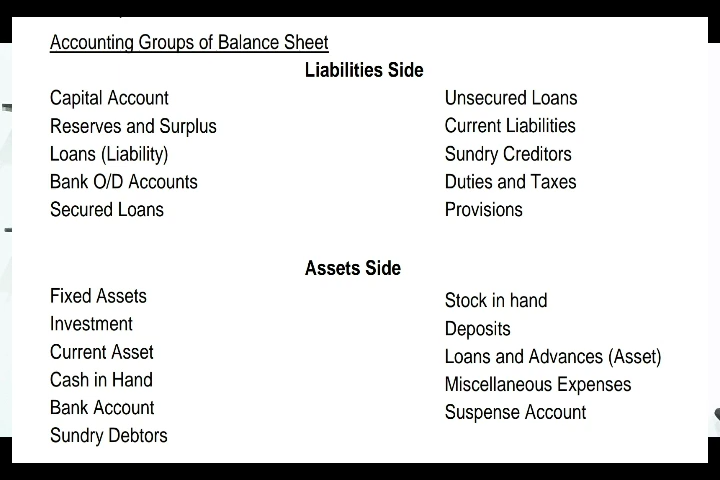 Accounting Groups of Balance Sheet
Liabilities Side
Capital Account
Reserves and Surplus
Loans (Liability)
Bank O/D Accounts
Secured Loans
Unsecured Loans
Current Liabilities
Sundry Creditors
Duties and Taxes
Provisions
Assets Side
Fixed Assets
Investment
Current Asset
Cash in Hand
Bank Account
Sundry Debtors
Stock in hand
Deposits
Loans and Advances (Asset)
Miscellaneous Expenses
Suspense Account